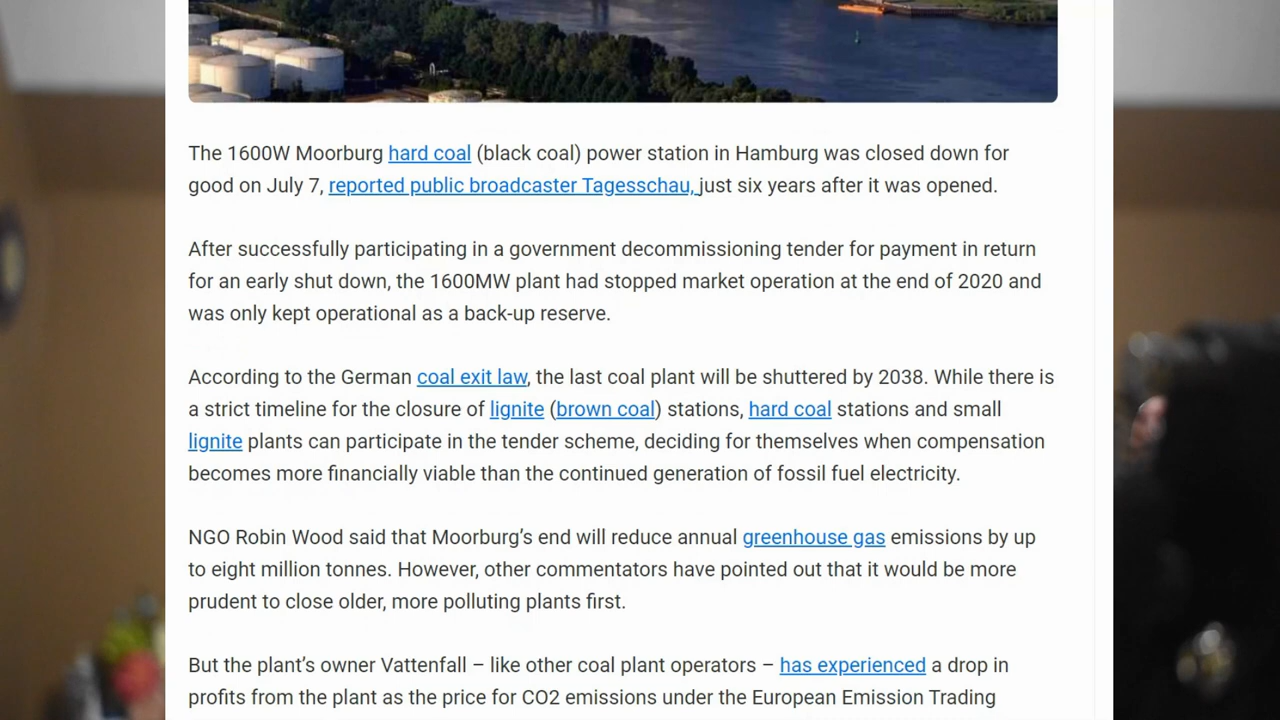 The 1600W Moorburg hard coal (black coal) power station in Hamburg was closed down for
good on July 7, reported public broadcaster Tagesschau, just six years after it was opened.
After successfully participating in a government decommissioning tender for payment in return
for an early shut down, the 1600MW plant had stopped market operation at the end of 2020 and
was only kept operational as a back-up reserve.
According to the German coal exit law, the last coal plant will be shuttered by 2038. While there is
a strict timeline for the closure of lignite (brown coal) stations, hard coal stations and small
lignite plants can participate in the tender scheme, deciding for themselves when compensation
becomes more financially viable than the continued generation of fossil fuel electricity.
NGO Robin Wood said that Moorburg’s end will reduce annual greenhouse gas emissions by up
to eight million tonnes. However, other commentators have pointed out that it would be more
prudent to close older, more polluting plants first.
But the plant’s owner Vattenfall – like other coal plant operators – has experienced a drop in
profits from the plant as the price for CO2 emissions under the European Emission Trading